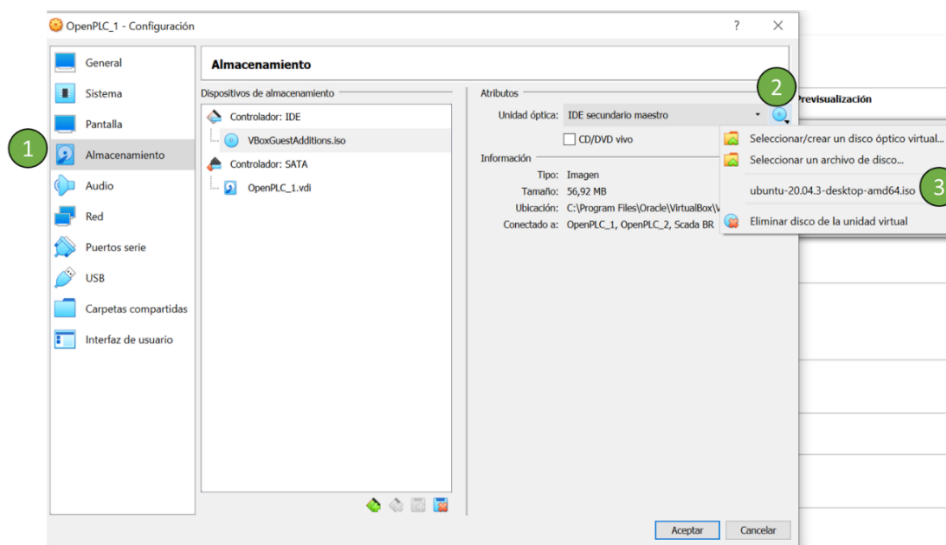 OpenPLC_1 - Configuración
?
1
General
Sistema
Pantalla
Almacenamiento
Audio
Red
Puertos serie
USB
Carpetas compartidas
Interfaz de usuario
Almacenamiento
Dispositivos de almacenamiento
Controlador: IDE
VBoxGuestAdditions.iso
Controlador: SATA
OpenPLC_1.vdi
Atributos
2
Unidad óptica: IDE secundario maestro
CD/DVD vivo
Información
Tipo: Imagen
Tamaño: 56,92 MB
Ubicación: C:\Program Files\Oracle\VirtualBox\
Conectado a: OpenPLC_1, OpenPLC_2, Scada BR
Previsualización
Seleccionar/crear un disco óptico virtual...
Seleccionar un archivo de disco...
ubuntu-20.04.3-desktop-amd64.iso
3
Eliminar disco de la unidad virtual
Aceptar
Cancelar